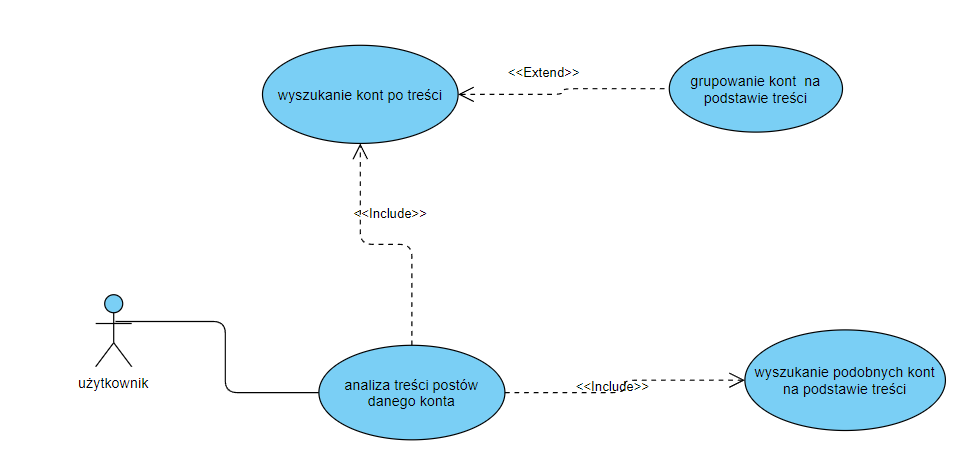 <<Extend>>
grupowanie kont na
podstawie treści
wyszukanie kont po treści
<<Include>>
użytkownik
analiza treści postów
danego konta
<<Include>>
wyszukanie podobnych kont
na podstawie treści